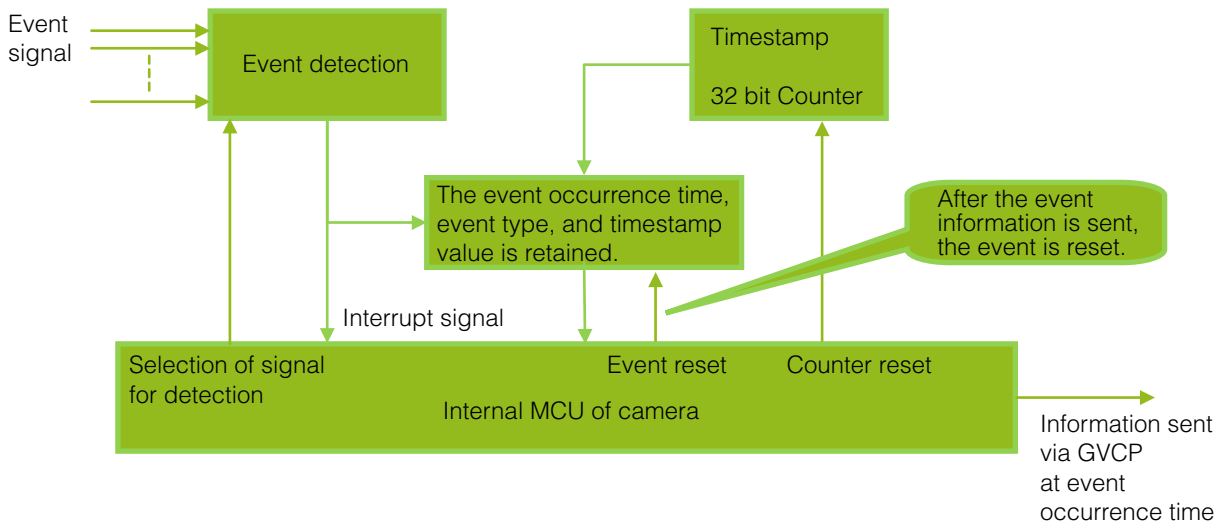 Event
signal
Event detection
Timestamp
32 bit Counter
The event occurrence time,
event type, and timestamp
value is retained.
After the event
information is sent,
the event is reset.
Interrupt signal
Selection of signal
for detection
Event reset
Counter reset
Internal MCU of camera
Information sent
via GVCP
at event
occurrence time